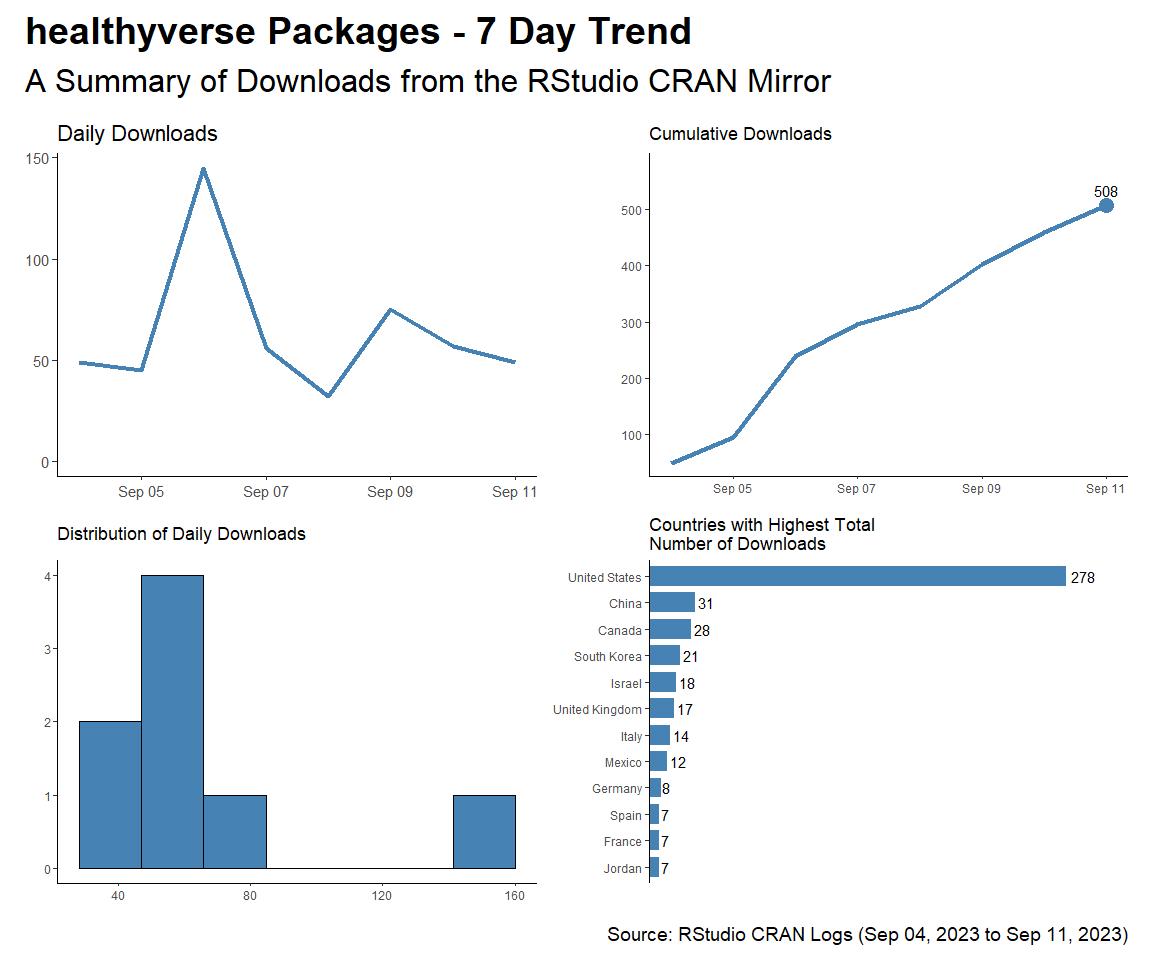 healthyverse Packages - 7 Day Trend
A Summary of Downloads from the RStudio CRAN Mirror
Daily Downloads
150
100
50
0
Sep 05 Sep 07 Sep 09 Sep 11
Cumulative Downloads
508
500
400
300
200
100
Sep 05 Sep 07 Sep 09 Sep 11
Distribution of Daily Downloads
4
3
2
1
0
40 80 120 160
Countries with Highest Total
Number of Downloads
United States 278
China 31
Canada 28
South Korea 21
Israel 18
United Kingdom 17
Italy 14
Mexico 12
Germany 8
Spain 7
France 7
Jordan 7
Source: RStudio CRAN Logs (Sep 04, 2023 to Sep 11, 2023)